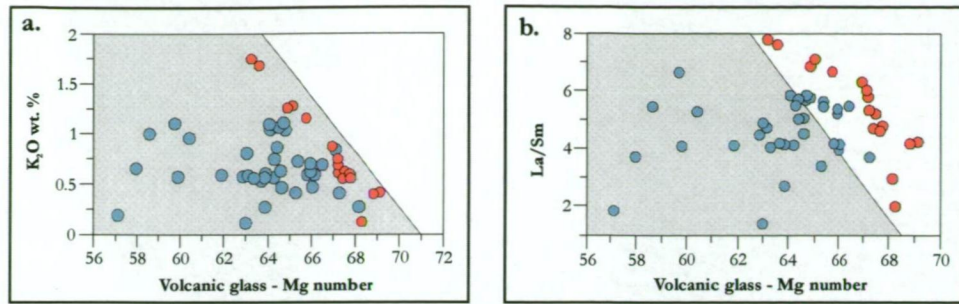 a.
K2O wt. %
2
1.5
1
0.5
0
56 58 60 62 64 66 68 70 72
Volcanic glass - Mg number
b.
La/Sm
8
6
4
2
56 58 60 62 64 66 68 70
Volcanic glass - Mg number